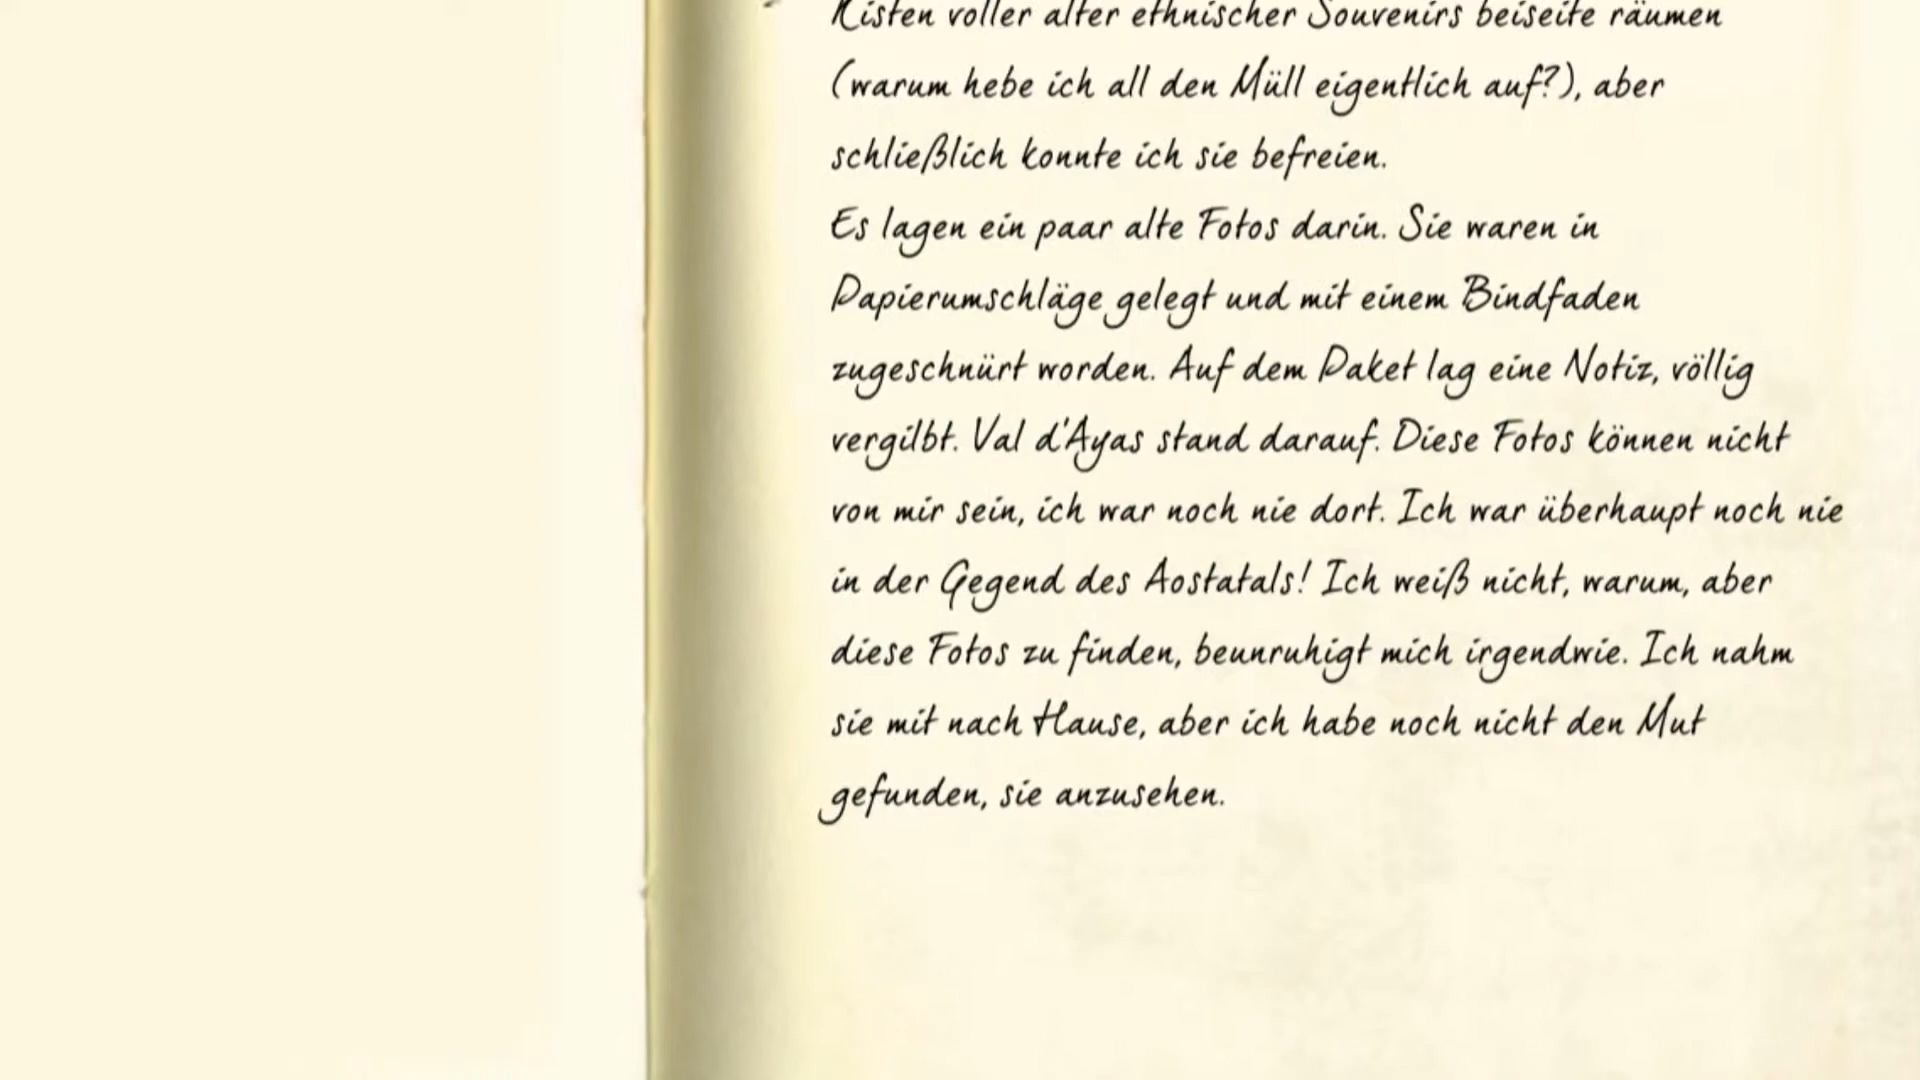 Kisten voller alter ethnischer Souvenirs beiseite räumen
(warum hebe ich all den Müll eigentlich auf?), aber
schließlich konnte ich sie befreien.
Es lagen ein paar alte Fotos darin. Sie waren in
Papierumschläge gelegt und mit einem Bindfaden
zugeschnürt worden. Auf dem Paket lag eine Notiz, völlig
vergilbt. Val d'Ayas stand darauf. Diese Fotos können nicht
von mir sein, ich war noch nie dort. Ich war überhaupt noch nie
in der Gegend des Aostatals! Ich weiß nicht, warum, aber
diese Fotos zu finden, beunruhigt mich irgendwie. Ich nahm
sie mit nach Hause, aber ich habe noch nicht den Mut
gefunden, sie anzusehen.